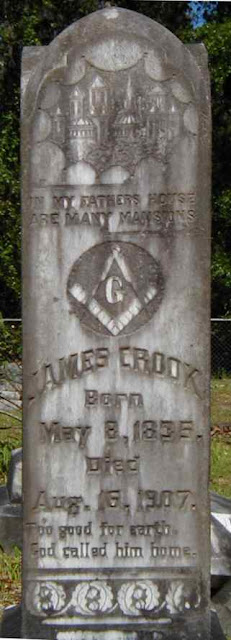 IN MY FATHERS HOUSE
ARE MANY MANSIONS
G
JAMES CROOK
Born
May 8, 1835.
Died
Aug. 16, 1907.
Too good for earth.
God called him home.